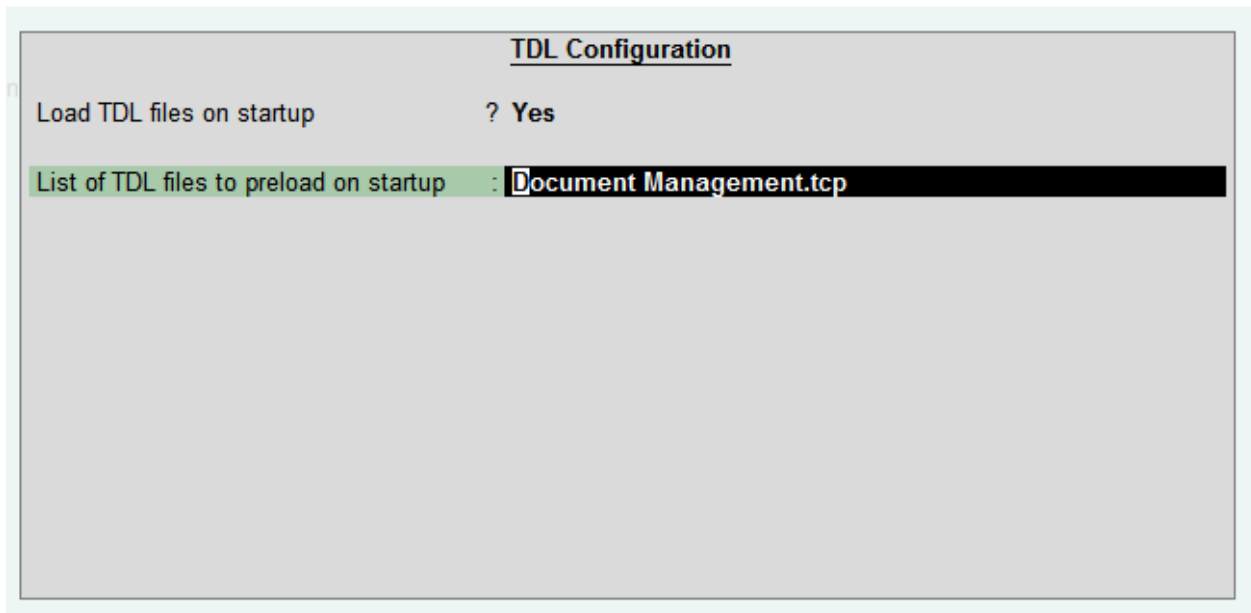 TDL Configuration
Load TDL files on startup ? Yes
List of TDL files to preload on startup : Document Management.tcp
n